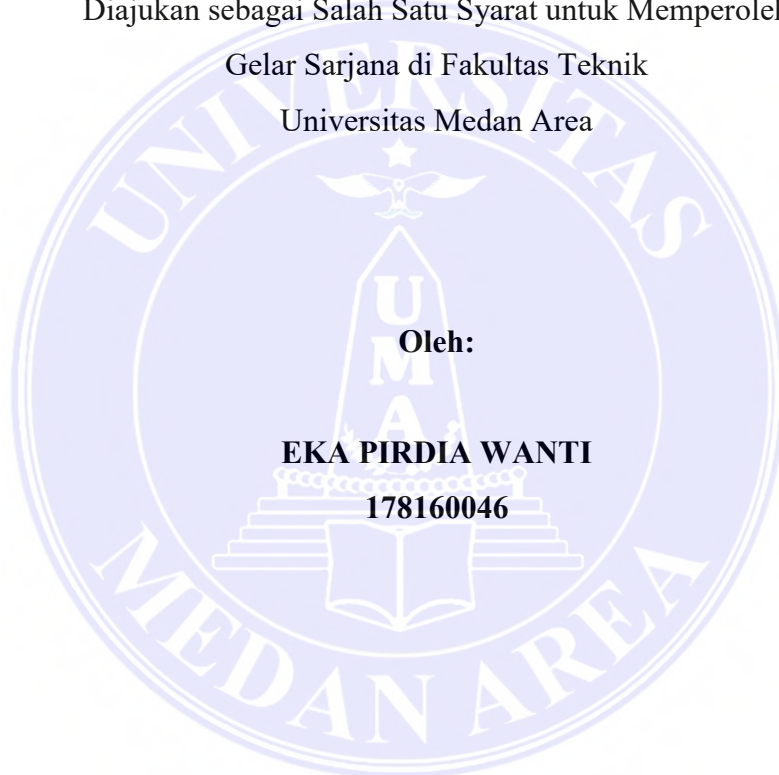 Diajukan sebagai Salah Satu Syarat untuk Memperoleh
Gelar Sarjana di Fakultas Teknik
Universitas Medan Area
UNIVERSITAS
UMA
Oleh:
EKA PIRDIA WANTI
178160046
MEDAN AREA